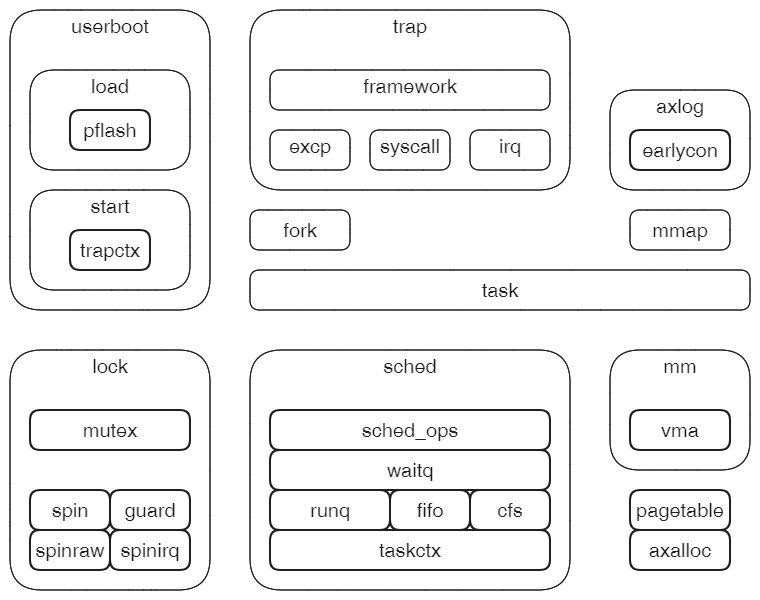 userboot
load
pflash
start
trapctx
trap
framework
excp syscall irq
axlog
earlycon
fork
mmap
task
lock
mutex
spin guard
spinraw spinirq
sched
sched_ops
waitq
runq fifo cfs
taskctx
mm
vma
pagetable
axalloc